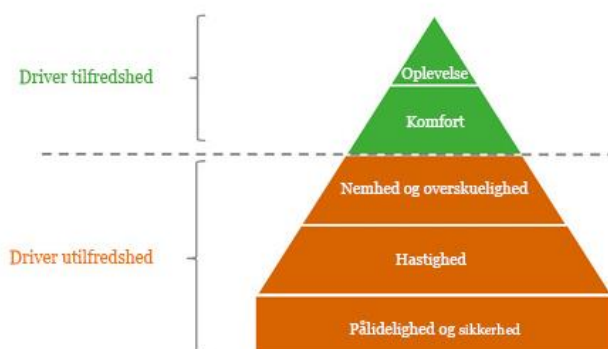 Driver tilfredshed
Oplevelse
Komfort
Driver utilfredshed
Nemhed og overskuelighed
Hastighed
Pålidelighed og sikkerhed